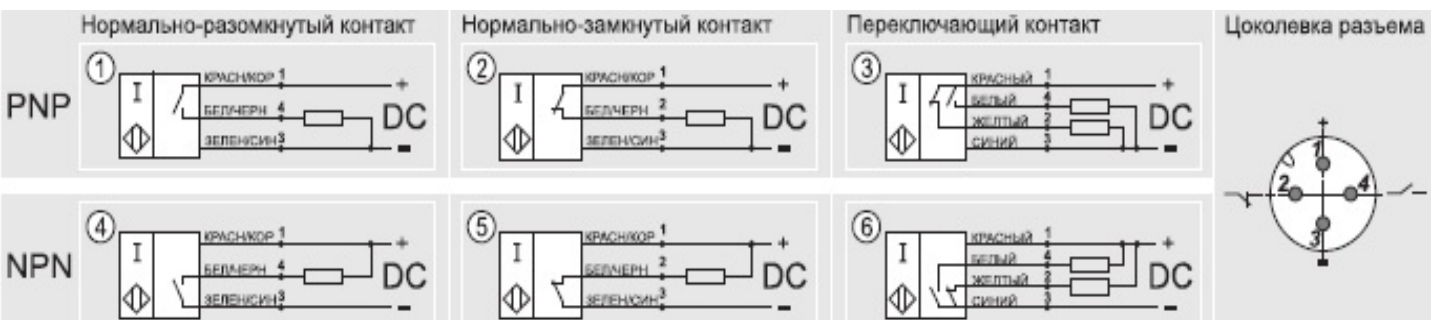 Нормально-разомкнутый контакт
Нормально-замкнутый контакт
Переключающий контакт
Цоколевка разъема
PNP
1
I
КРАСН/КОР 1
БЕЛ/ЧЕРН 4
ЗЕЛЕН/СИН 3
+
DC
-
2
I
КРАСН/КОР 1
БЕЛ/ЧЕРН 2
ЗЕЛЕН/СИН 3
+
DC
-
3
I
КРАСНЫЙ 1
БЕЛЫЙ 4
ЖЕЛТЫЙ 2
СИНИЙ 3
+
DC
-
+
1
2
4
3
-
NPN
4
I
КРАСН/КОР 1
БЕЛ/ЧЕРН 4
ЗЕЛЕН/СИН 3
+
DC
-
5
I
КРАСН/КОР 1
БЕЛ/ЧЕРН 2
ЗЕЛЕН/СИН 3
+
DC
-
6
I
КРАСНЫЙ 1
БЕЛЫЙ 4
ЖЕЛТЫЙ 2
СИНИЙ 3
+
DC
-